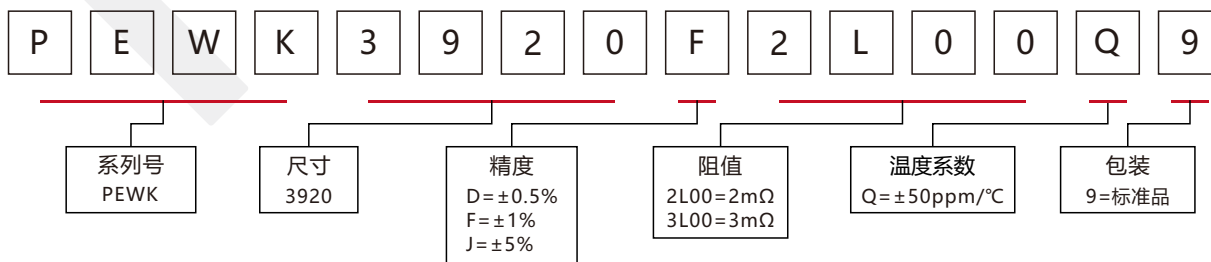 P E W K 3 9 2 0 F 2 L 0 0 Q 9
系列号
PEWK
尺寸
3920
精度
D=±0.5%
F=±1%
J=±5%
阻值
2L00=2mΩ
3L00=3mΩ
温度系数
Q=±50ppm/℃
包装
9=标准品